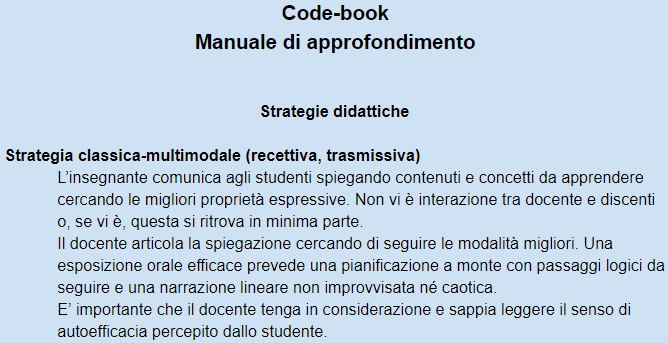 Code-book
Manuale di approfondimento
Strategie didattiche
Strategia classica-multimodale (recettiva, trasmissiva)
L’insegnante comunica agli studenti spiegando contenuti e concetti da apprendere
cercando le migliori proprietà espressive. Non vi è interazione tra docente e discenti
o, se vi è, questa si ritrova in minima parte.
Il docente articola la spiegazione cercando di seguire le modalità migliori. Una
esposizione orale efficace prevede una pianificazione a monte con passaggi logici da
seguire e una narrazione lineare non improvvisata né caotica.
E’ importante che il docente tenga in considerazione e sappia leggere il senso di
autoefficacia percepito dallo studente.